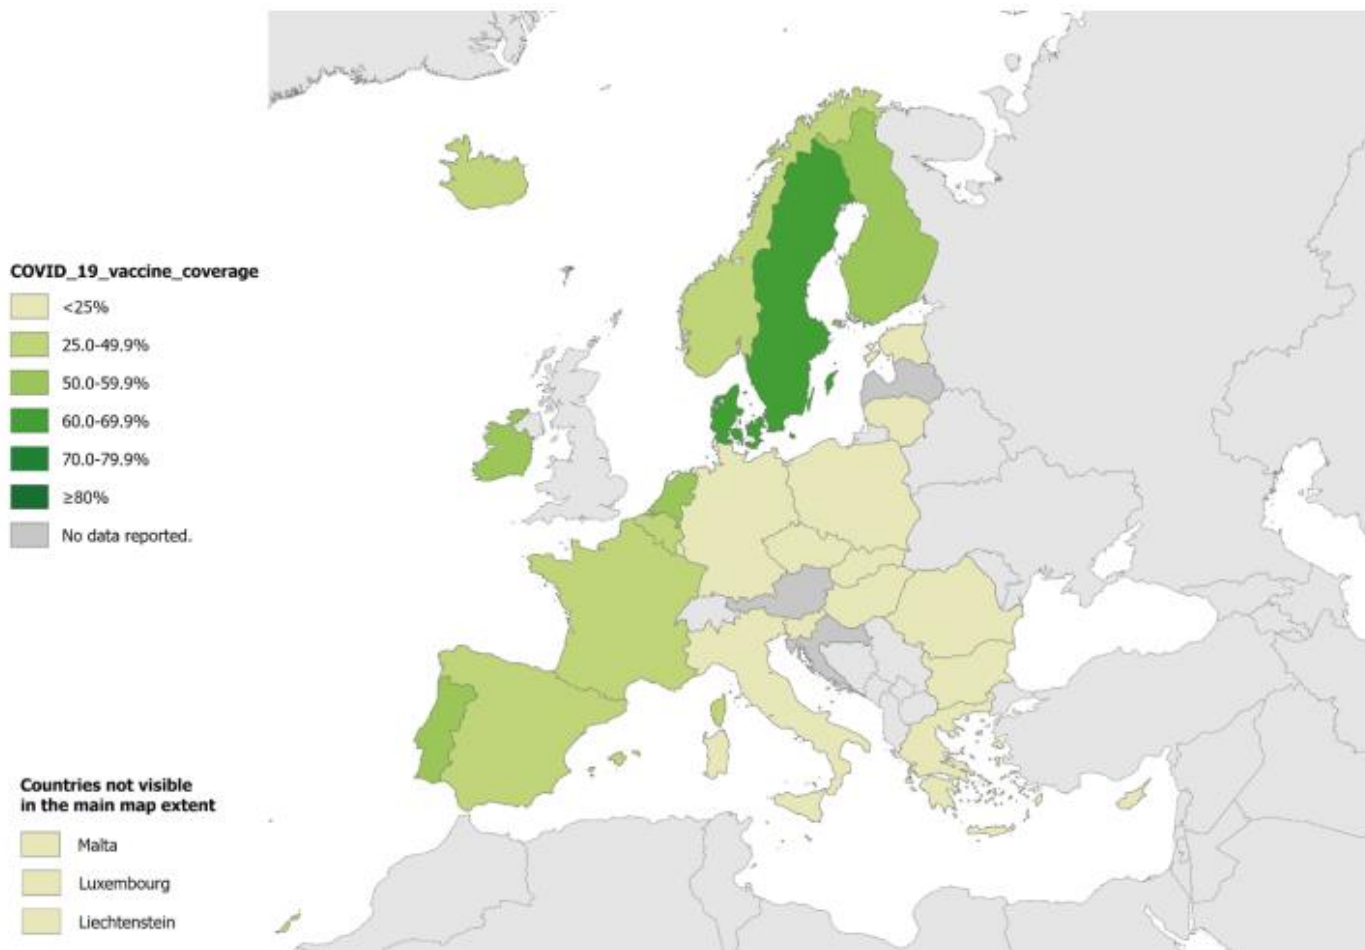 COVID_19_vaccine_coverage
<25%
25.0-49.9%
50.0-59.9%
60.0-69.9%
70.0-79.9%
≥80%
No data reported.
Countries not visible
in the main map extent
Malta
Luxembourg
Liechtenstein